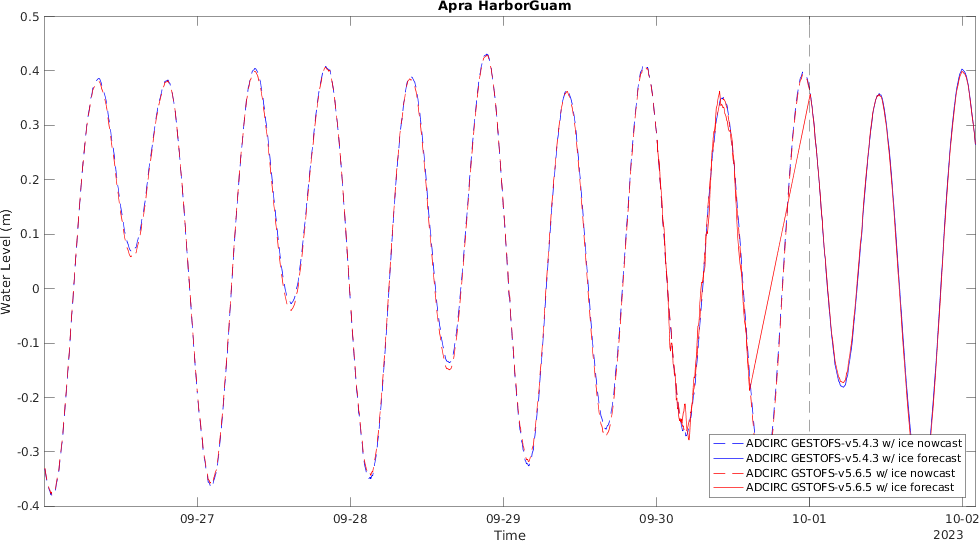 Apra HarborGuam
Water Level (m)
0.5
0.4
0.3
0.2
0.1
0
-0.1
-0.2
-0.3
-0.4
ADCIRC GESTOFS-v5.4.3 w/ ice nowcast
ADCIRC GESTOFS-v5.4.3 w/ ice forecast
ADCIRC GSTOFS-v5.6.5 w/ ice nowcast
ADCIRC GSTOFS-v5.6.5 w/ ice forecast
09-27
09-28
09-29
09-30
10-01
10-02
Time
2023